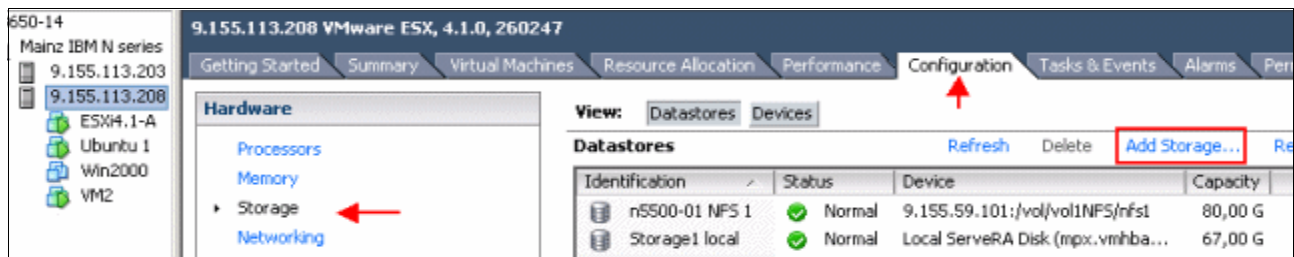 650-14
Mainz IBM N series
9.155.113.203
9.155.113.208
ESXi4.1-A
Ubuntu 1
Win2000
VM2
9.155.113.208 VMware ESX, 4.1.0, 260247
Getting Started Summary Virtual Machines Resource Allocation Performance Configuration Tasks & Events Alarms Perm
Hardware
Processors
Memory
Storage
Networking
View: Datastores Devices
Datastores Refresh Delete Add Storage... Re
Identification Status Device Capacity
n5500-01 NFS 1 Normal 9.155.59.101:/vol/vol1NFS/nfs1 80,00 G
Storage1 local Normal Local ServeRA Disk (mpx.vmhba... 67,00 G